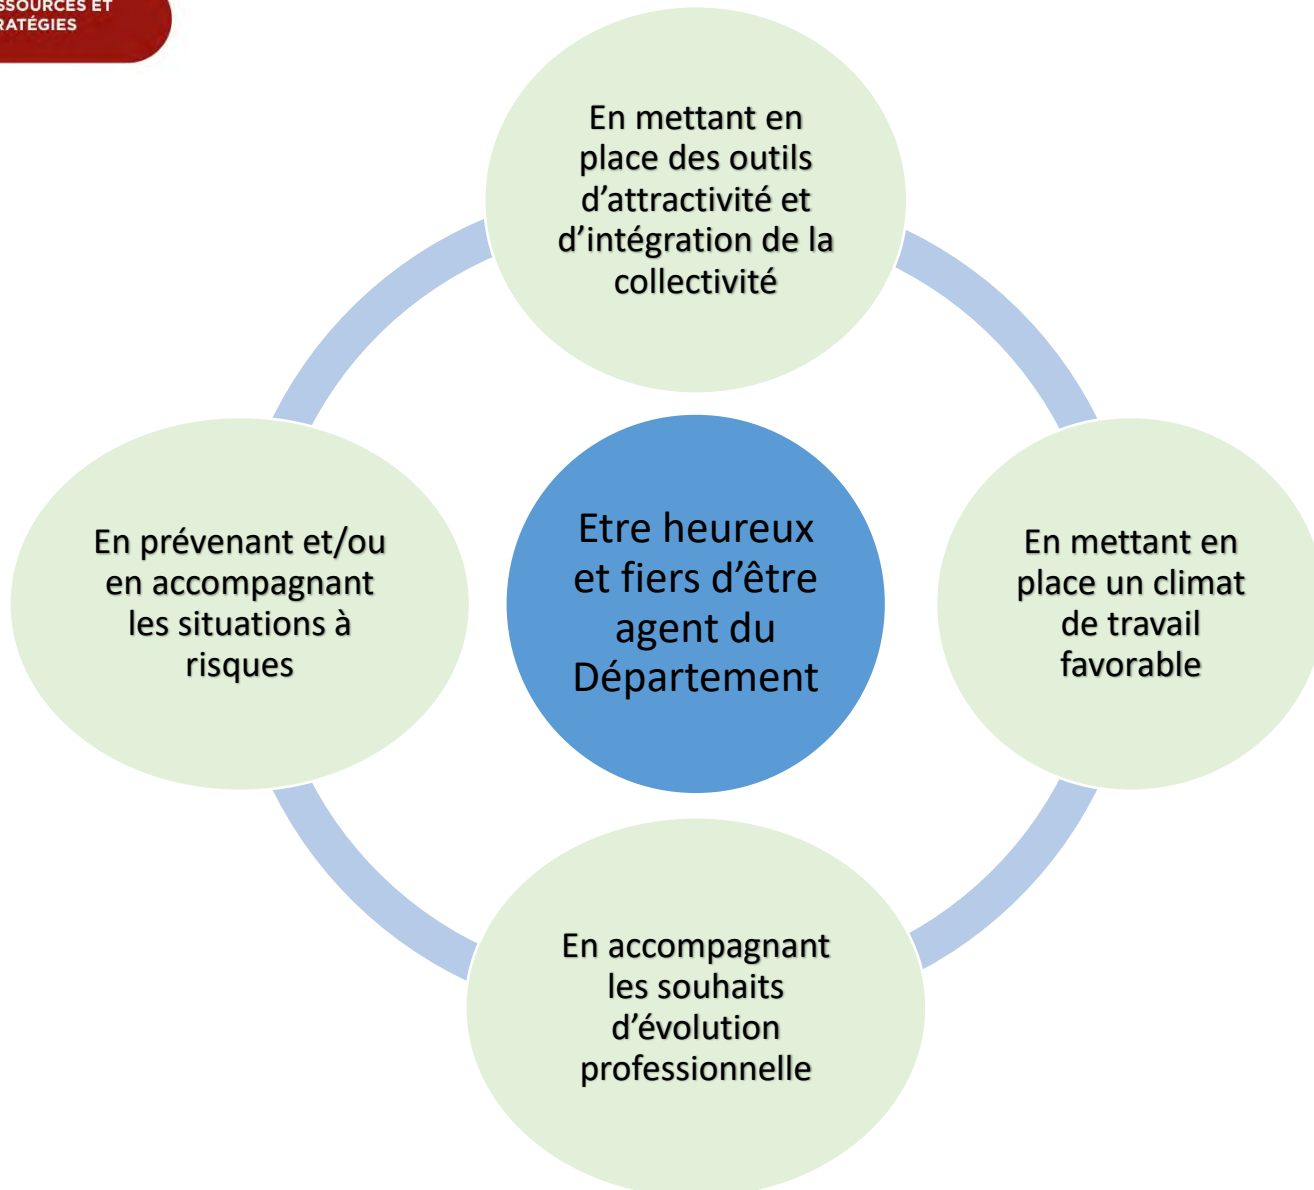 ET
En mettant en
place des outils
d'attractivité et
d'intégration de la
collectivité
En prévenant et/ou
en accompagnant
les situations à
risques
Etre heureux
et fiers d'être
agent du
Département
En mettant en
place un climat
de travail
favorable
En accompagnant
les souhaits
d'évolution
professionnelle